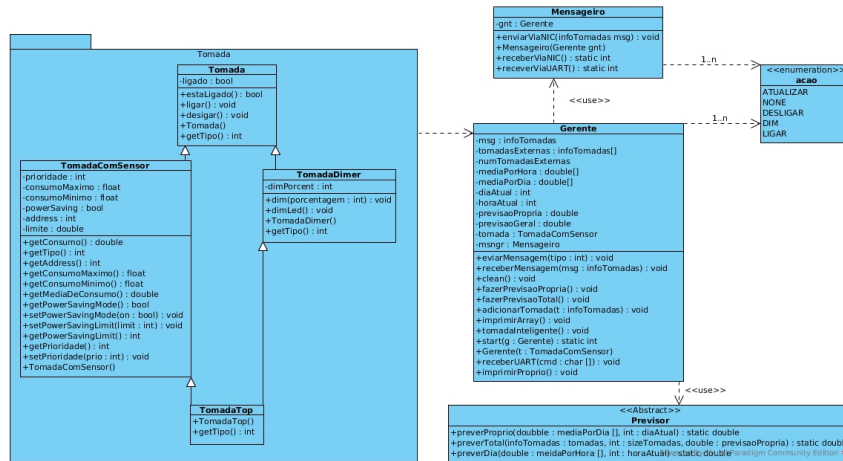 Tomada
Tomada
-ligado : bool
+estaLigado() : bool
+ligar() : void
+desigar() : void
+Tomada()
+getTipo() : int
TomadaComSensor
-prioridade : int
-consumoMaximo : float
-consumoMinimo : float
-powerSaving : bool
-address : int
-limite : double
+getConsumo() : double
+getTipo() : int
+getAddress() : int
+getConsumoMaximo() : float
+getConsumoMinimo() : float
+getMediaDeConsumo() : double
+getPowerSavingMode() : bool
+setPowerSavingMode(on : bool) : void
+setPowerSavingLimit(limit : int) : void
+getPowerSavingLimit() : int
+getPrioridade() : int
+setPrioridade(prio : int) : void
+TomadaComSensor()
TomadaDimer
-dimPorcent : int
+dim(porcentagem : int) : void
+dimLed() : void
+TomadaDimer()
+getTipo() : int
TomadaTop
+TomadaTop()
+getTipo() : int
Mensageiro
-gnt : Gerente
+enviarViaNIC(infoTomadas msg) : void
+Mensageiro(Gerente gnt)
+receberViaNIC() : static int
+receverViaUART() : static int
1..n
<<enumeration>>
acao
ATUALIZAR
NONE
DESLIGAR
DIM
LIGAR
<<use>>
1..n
Gerente
-msg : infoTomadas
-tomadasExternas : infoTomadas[]
-numTomadasExternas
-mediaPorHora : double[]
-mediaPorDia : double[]
-diaAtual : int
-horaAtual : int
-previsaoPropria : double
-previsaoGeral : double
-tomada : TomadaComSensor
-msngr : Mensageiro
+eviarMensagem(tipo : int) : void
+receberMensagem(msg : infoTomadas) : void
+clean() : void
+fazerPrevisaoPropria() : void
+fazerPrevisaoTotal() : void
+adicionarTomada(t : infoTomadas) : void
+imprimirArray() : void
+tomadaInteligente() : void
+start(g : Gerente) : static int
+Gerente(t : TomadaComSensor)
+receberUART(cmd : char []) : void
+imprimirProprio() : void
<<use>>
<<Abstract>>
Previsor
+preverProprio(doubble : mediaPorDia [], int : diaAtual) : static double
+preverTotal(infoTomadas : tomadas, int : sizeTomadas, double : previsaoPropria) : static doub
+preverDia(double : meidaPorHora [], int : horaAtual) : static double
Paradigm Community Edition